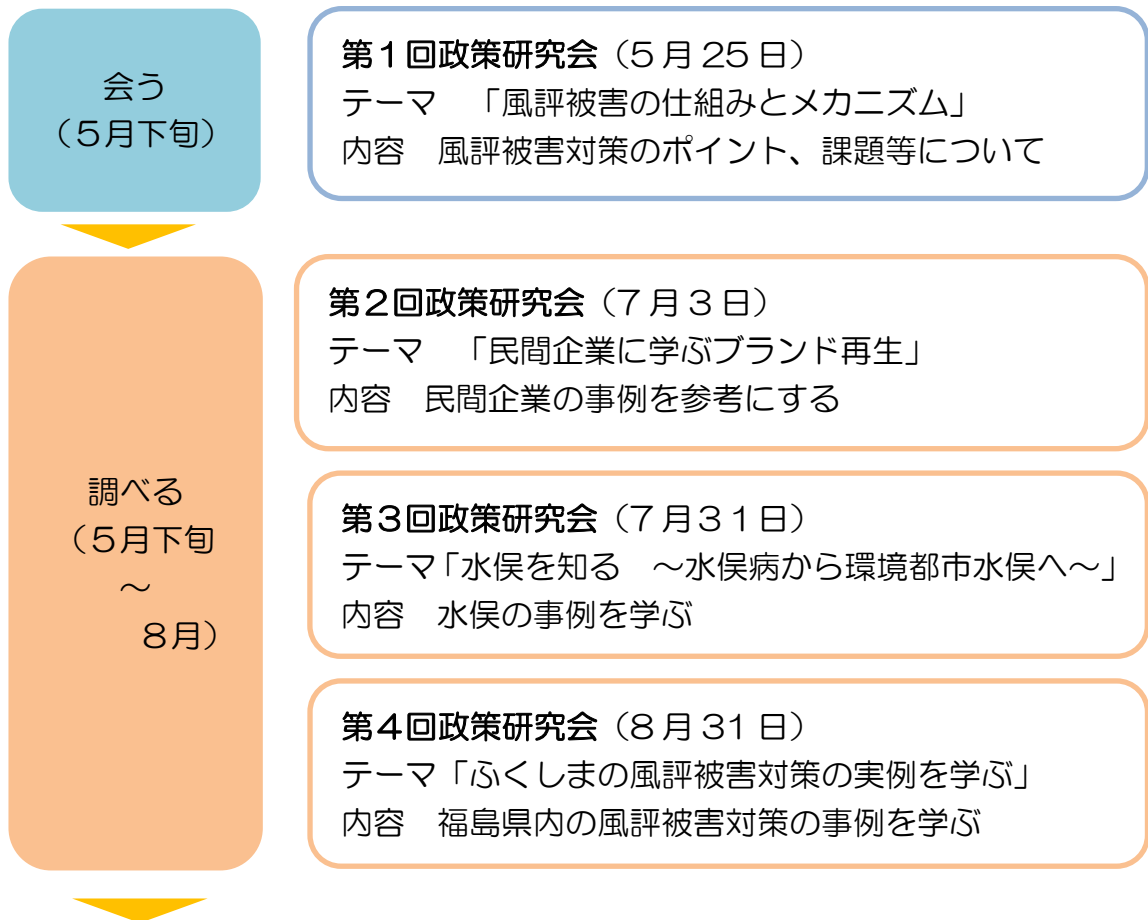 会う
（５月下旬）
第１回政策研究会（５月25日）
テーマ　「風評被害の仕組みとメカニズム」
内容　風評被害対策のポイント、課題等について
調べる
（５月下旬
～
８月）
第２回政策研究会（７月３日）
テーマ　「民間企業に学ぶブランド再生」
内容　民間企業の事例を参考にする
第３回政策研究会（７月３１日）
テーマ「水俣を知る　～水俣病から環境都市水俣へ～」
内容　水俣の事例を学ぶ
第４回政策研究会（８月31日）
テーマ「ふくしまの風評被害対策の実例を学ぶ」
内容　福島県内の風評被害対策の事例を学ぶ